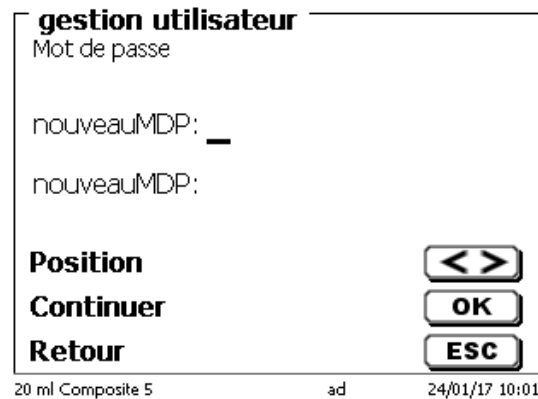 gestion utilisateur
Mot de passe
nouveauMDP: _
nouveauMDP:
Position < >
Continuer OK
Retour ESC
20 ml Composite 5 ad 24/01/17 10:01